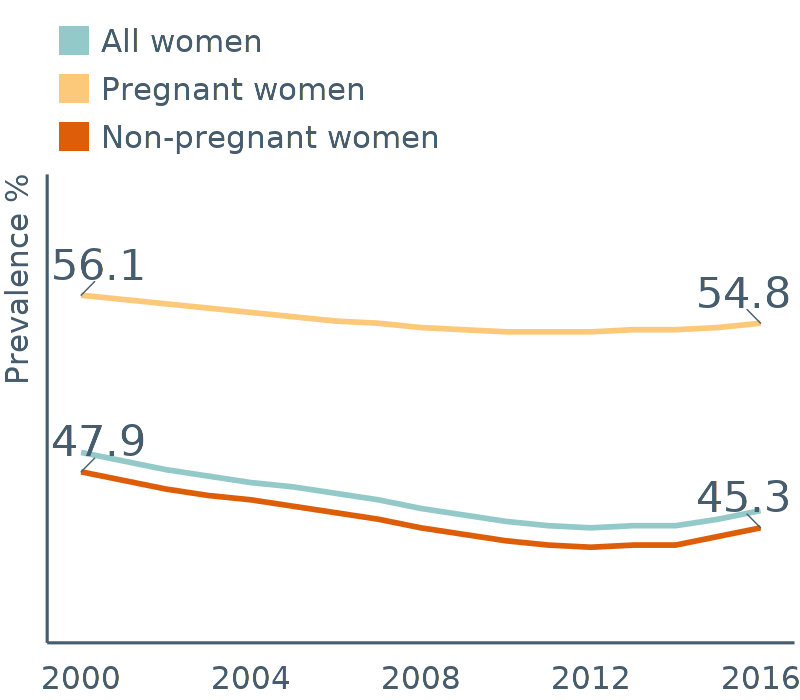 All women
Pregnant women
Non-pregnant women
Prevalence %
56.1
54.8
47.9
45.3
2000 2004 2008 2012 2016